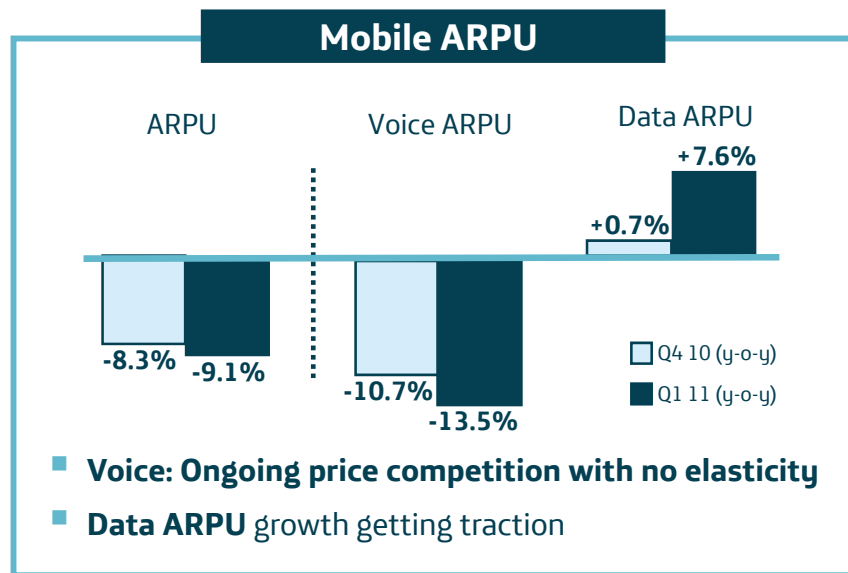 Mobile ARPU
ARPU
Voice ARPU
Data ARPU
+7.6%
+0.7%
-8.3%
-9.1%
-10.7%
-13.5%
Q4 10 (y-o-y)
Q1 11 (y-o-y)
Voice: Ongoing price competition with no elasticity
Data ARPU growth getting traction